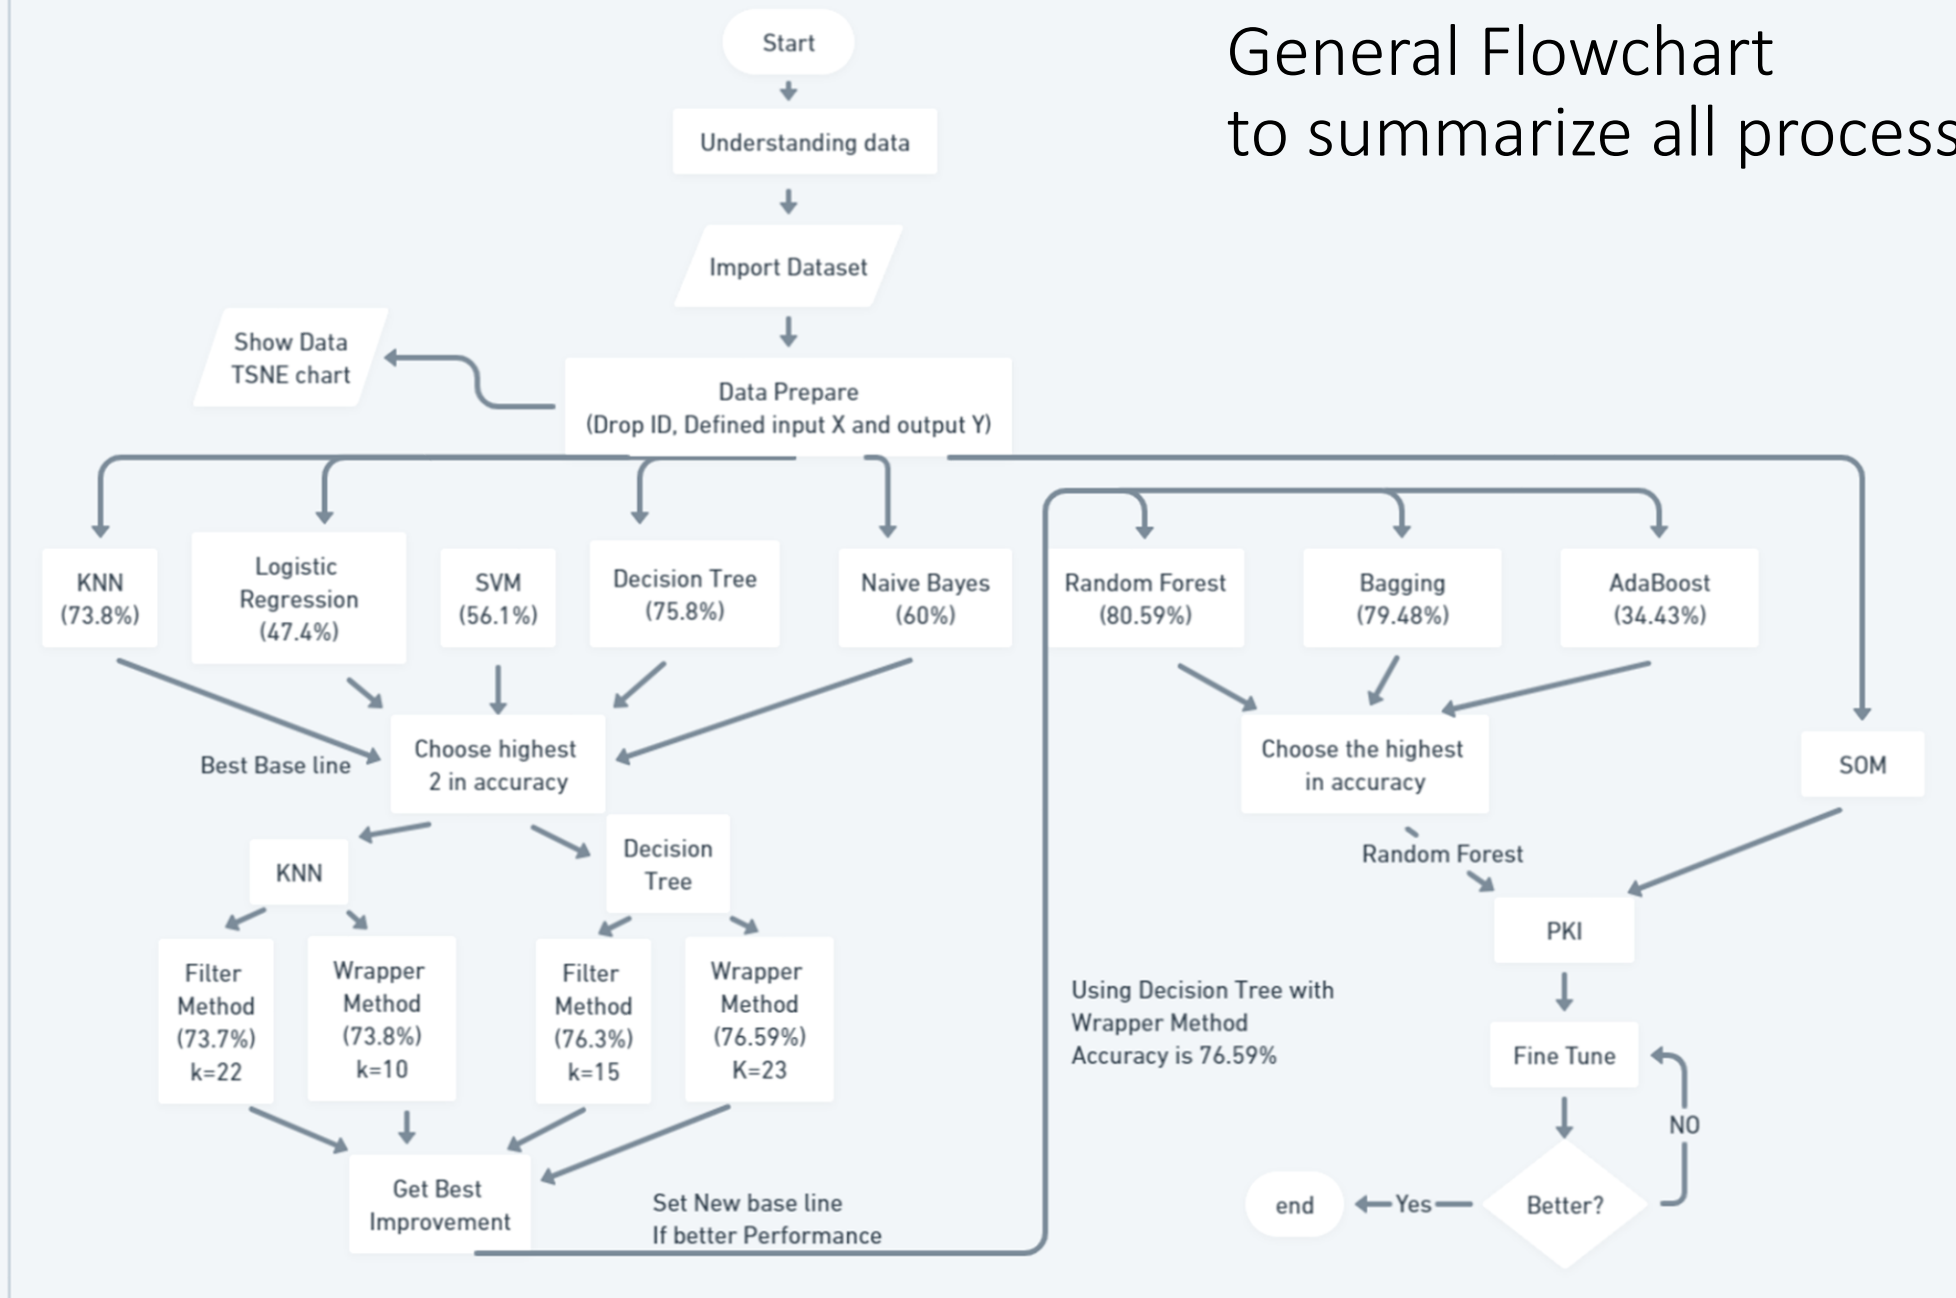 General Flowchart
to summarize all process
Start
Understanding data
Import Dataset
Show Data
TSNE chart
Data Prepare
(Drop ID, Defined input X and output Y)
KNN
(73.8%)
Logistic
Regression
(47.4%)
SVM
(56.1%)
Decision Tree
(75.8%)
Naive Bayes
(60%)
Random Forest
(80.59%)
Bagging
(79.48%)
AdaBoost
(34.43%)
Best Base line
Choose highest
2 in accuracy
Choose the highest
in accuracy
SOM
KNN
Decision
Tree
Random Forest
PKI
Filter
Method
(73.7%)
k=22
Wrapper
Method
(73.8%)
k=10
Filter
Method
(76.3%)
k=15
Wrapper
Method
(76.59%)
K=23
Using Decision Tree with
Wrapper Method
Accuracy is 76.59%
Fine Tune
NO
Get Best
Improvement
Set New base line
If better Performance
end
Yes
Better?